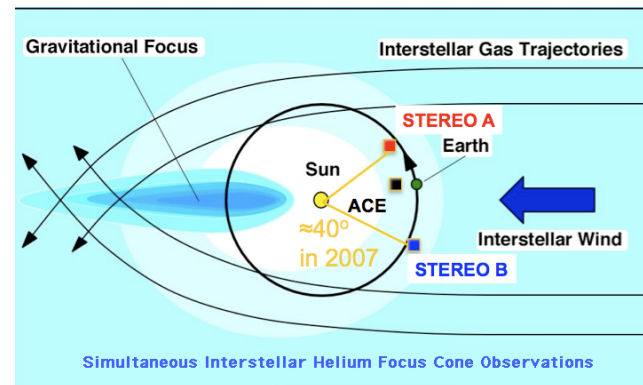 Gravitational Focus
Interstellar Gas Trajectories
STEREO A
Earth
Sun
ACE
≈40°
in 2007
Interstellar Wind
STEREO B
Simultaneous Interstellar Helium Focus Cone Observations